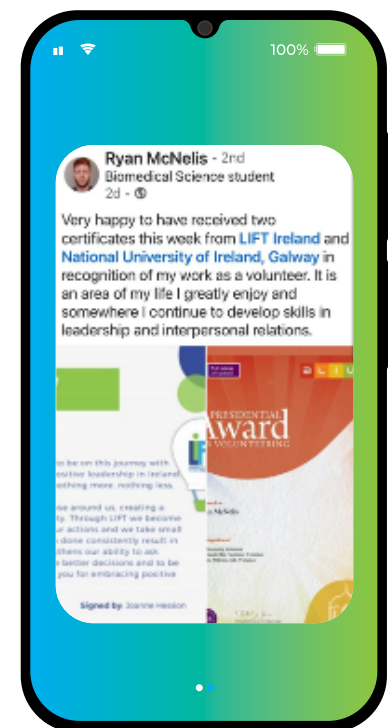 100%
Ryan McNelis - 2nd
Biomedical Science student
2d -
Very happy to have received two
certificates this week from LIFT Ireland and
National University of Ireland, Galway in
recognition of my work as a volunteer. It is
an area of my life I greatly enjoy and
somewhere I continue to develop skills in
leadership and interpersonal relations.
to be on this journey with
ositive leadership in Ireland
othing more, nothing less.
se around us, creating a
ty. Through LIFT we become
ur actions and we take small
done consistently result in
thens our ability to ask
better decisions and to be
you for embracing positive
Signed by: Joanne Hession
PRESIDENTIAL
Award
VOLUNTEERING
McNelis